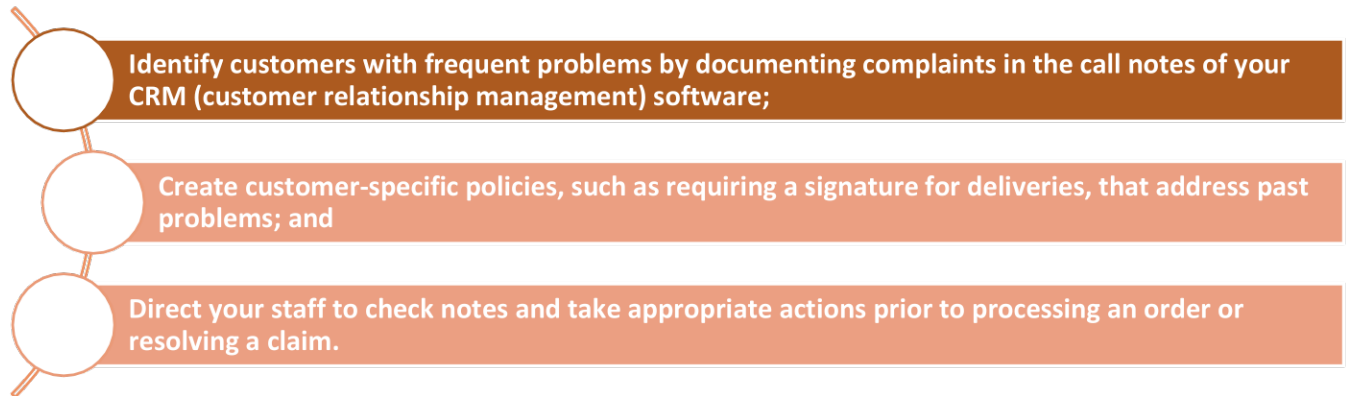 Identify customers with frequent problems by documenting complaints in the call notes of your
CRM (customer relationship management) software;
Create customer-specific policies, such as requiring a signature for deliveries, that address past
problems; and
Direct your staff to check notes and take appropriate actions prior to processing an order or
resolving a claim.